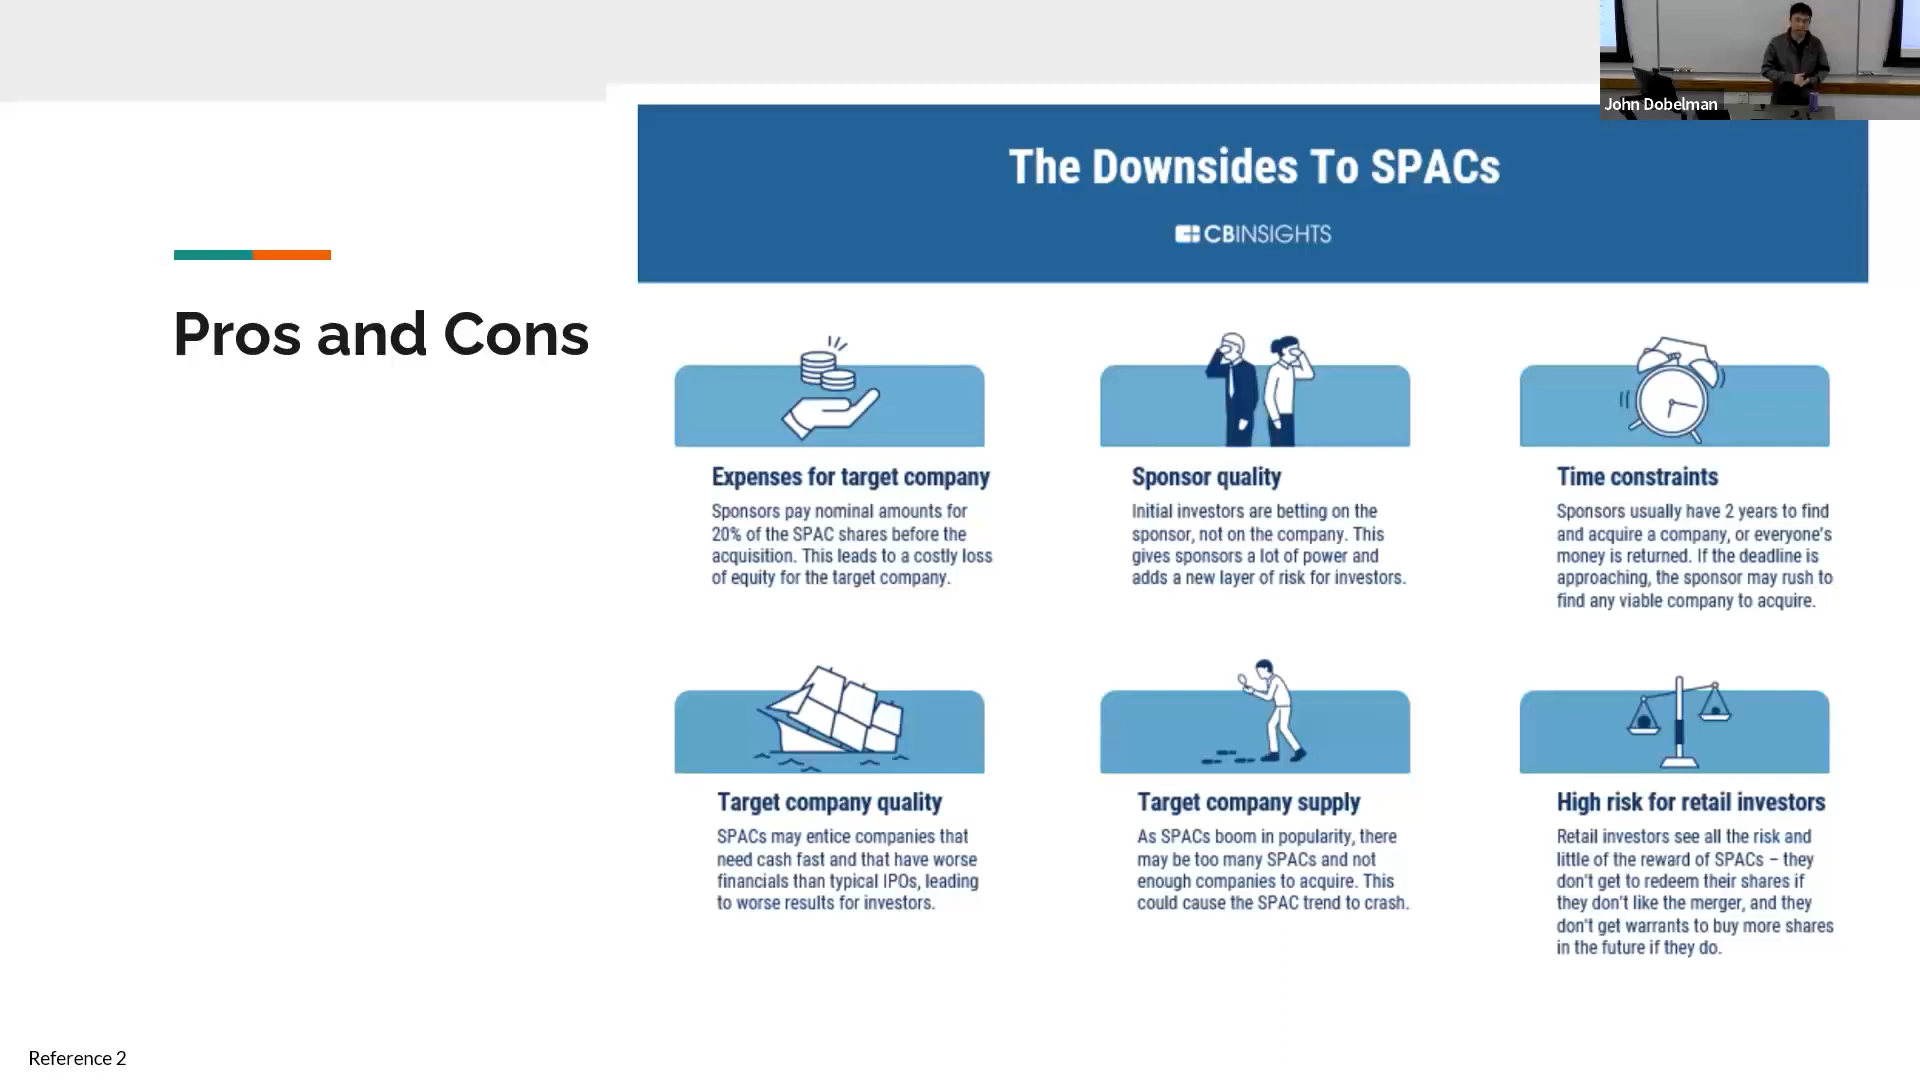 John Dobelman
The Downsides To SPACs
CBINSIGHTS
Pros and Cons
Expenses for target company
Sponsors pay nominal amounts for
20% of the SPAC shares before the
acquisition. This leads to a costly loss
of equity for the target company.
Sponsor quality
Initial investors are betting on the
sponsor, not on the company. This
gives sponsors a lot of power and
adds a new layer of risk for investors.
Time constraints
Sponsors usually have 2 years to find
and acquire a company, or everyone's
money is returned. If the deadline is
approaching, the sponsor may rush to
find any viable company to acquire.
Target company quality
SPACs may entice companies that
need cash fast and that have worse
financials than typical IPOs, leading
to worse results for investors.
Target company supply
As SPACs boom in popularity, there
may be too many SPACs and not
enough companies to acquire. This
could cause the SPAC trend to crash.
High risk for retail investors
Retail investors see all the risk and
little of the reward of SPACs – they
don't get to redeem their shares if
they don't like the merger, and they
don't get warrants to buy more shares
in the future if they do.
Reference 2